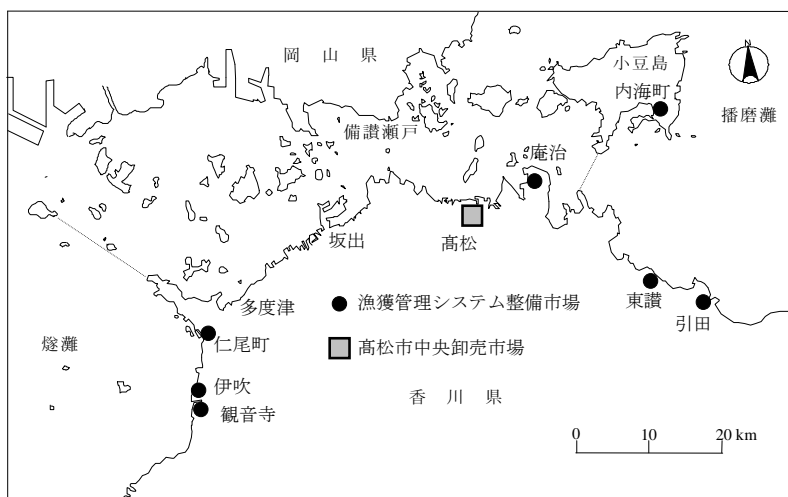 岡山県
小豆島
N
内海町
播磨灘
備讃瀬戸
庵治
坂出
髙松
東讃
引田
多度津
● 漁獲管理システム整備市場
仁尾町
燧灘
髙松市中央卸売市場
伊吹
香川県
観音寺
0 10 20 km